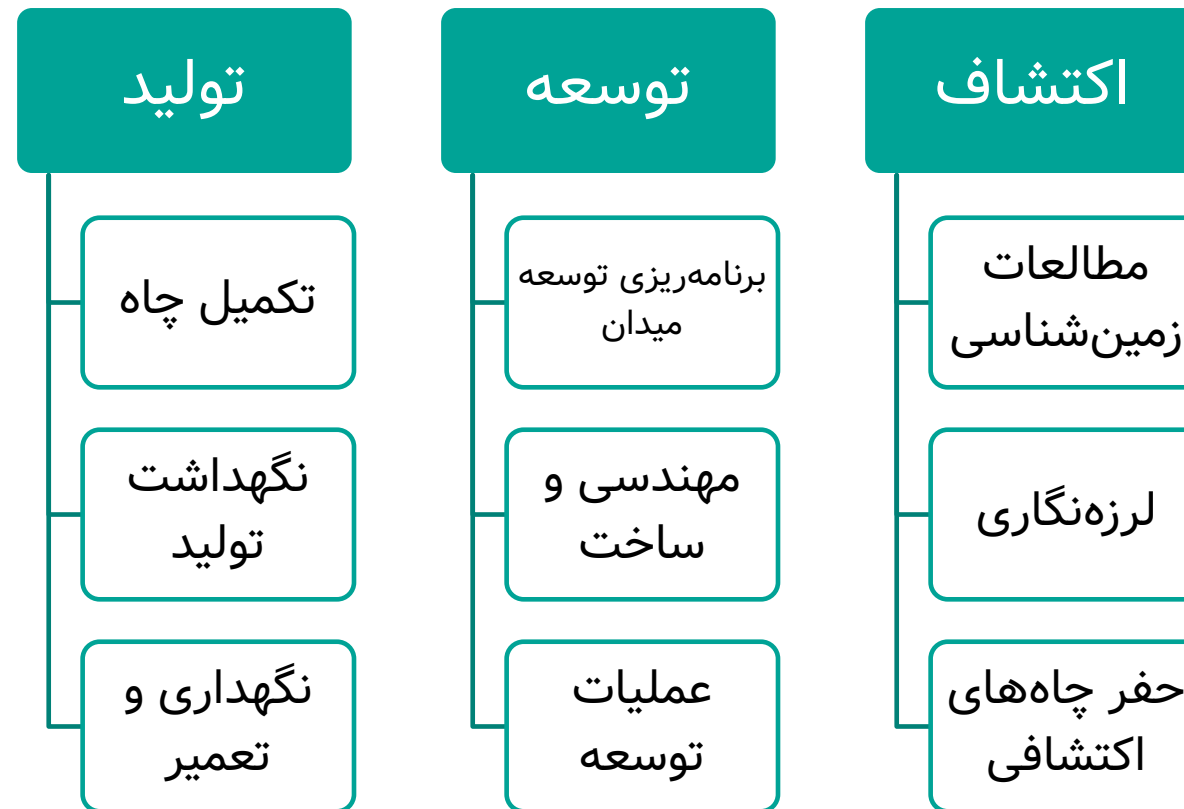 اکتشاف
مطالعات
زمین‌شناسی
لرزه‌نگاری
حفر چاه‌های
اکتشافی
توسعه
برنامه‌ریزی توسعه
میدان
مهندسی و
ساخت
عملیات
توسعه
تولید
تکمیل چاه
نگهداشت
تولید
نگهداری و
تعمیر